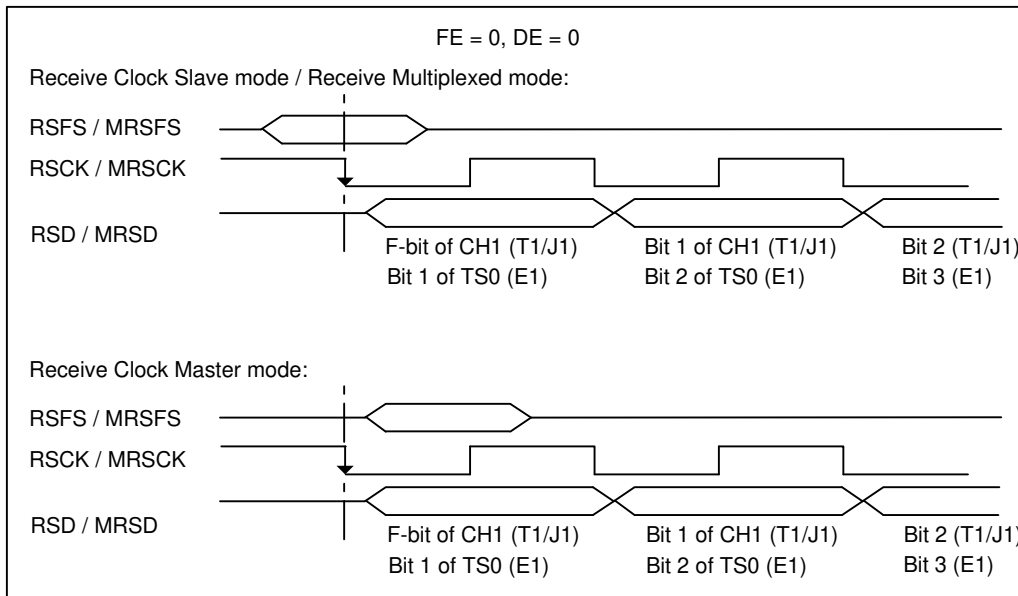 FE = 0, DE = 0
Receive Clock Slave mode / Receive Multiplexed mode:
RSFS / MRSFS
RSCK / MRSCK
RSD / MRSD
F-bit of CH1 (T1/J1) Bit 1 of CH1 (T1/J1) Bit 2 (T1/J1)
Bit 1 of TS0 (E1) Bit 2 of TS0 (E1) Bit 3 (E1)
Receive Clock Master mode:
RSFS / MRSFS
RSCK / MRSCK
RSD / MRSD
F-bit of CH1 (T1/J1) Bit 1 of CH1 (T1/J1) Bit 2 (T1/J1)
Bit 1 of TS0 (E1) Bit 2 of TS0 (E1) Bit 3 (E1)